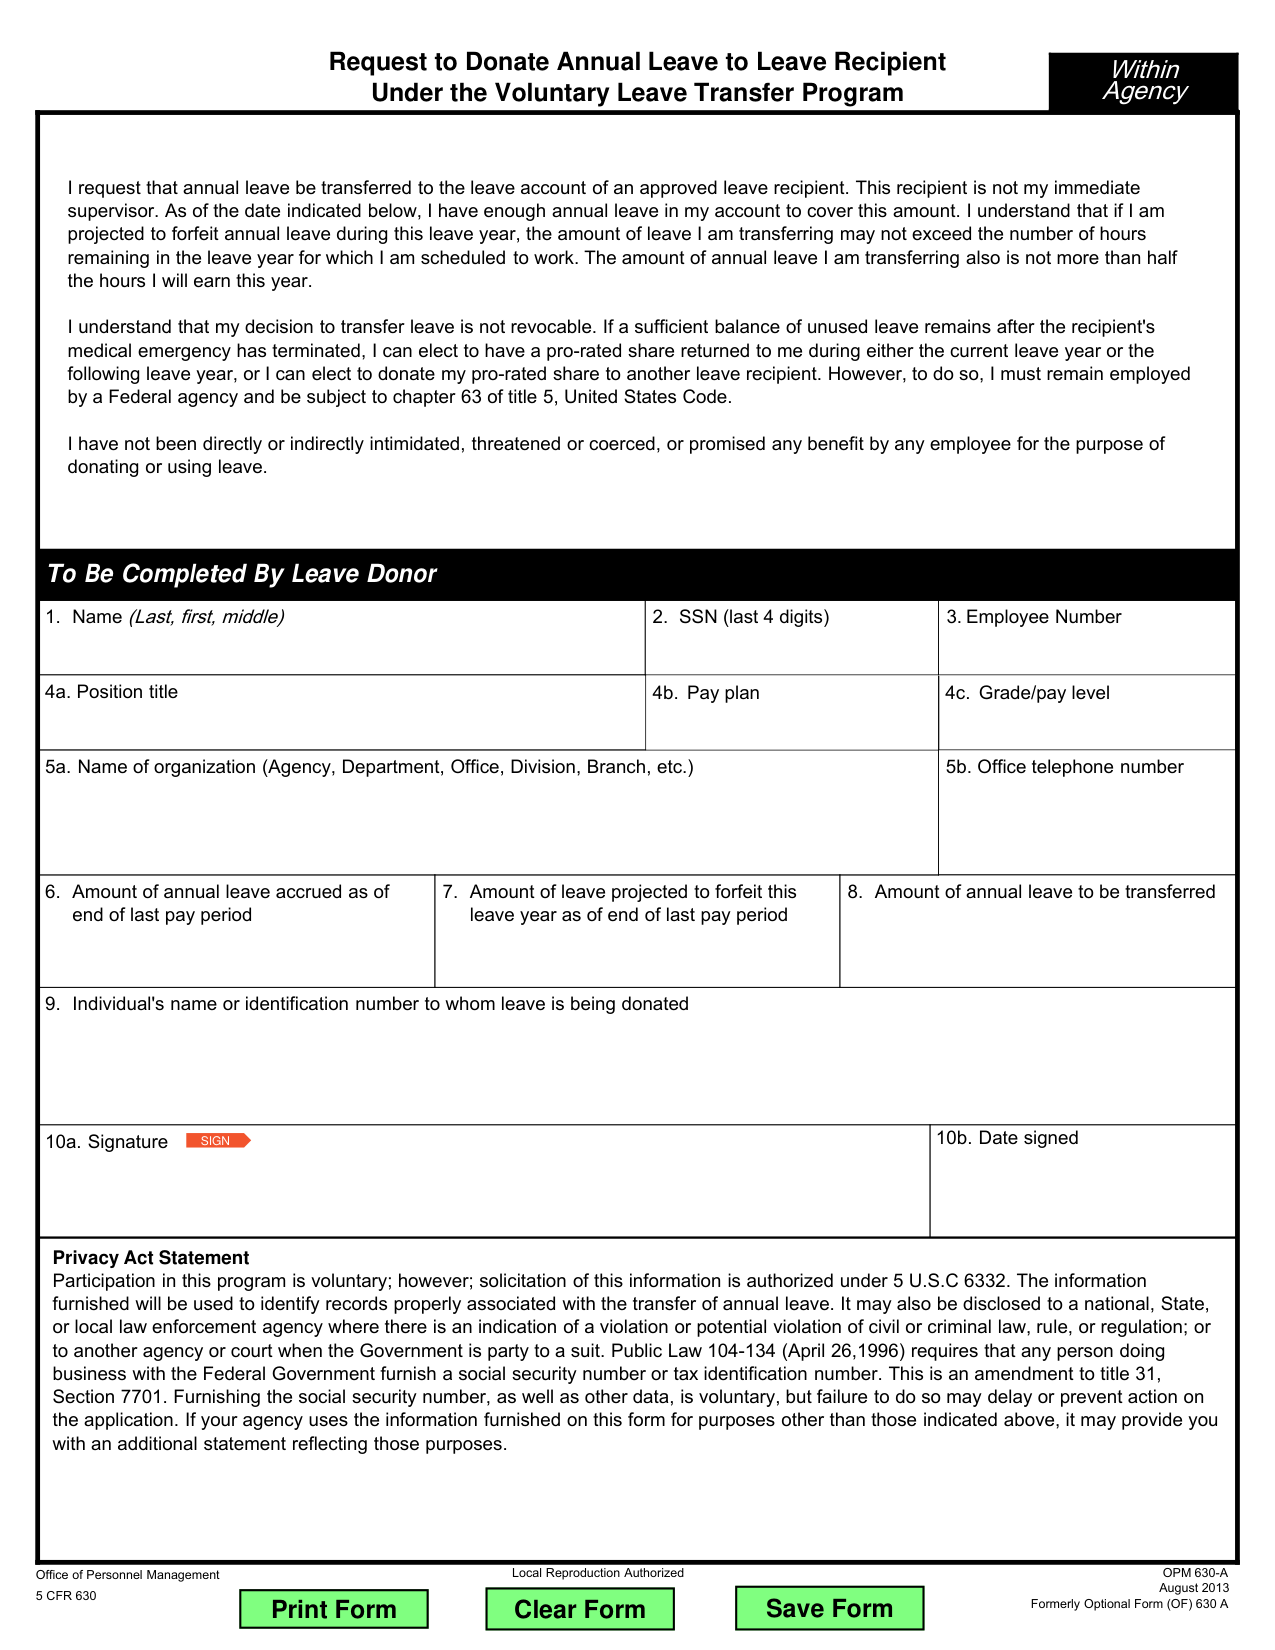 Request to Donate Annual Leave to Leave Recipient
Under the Voluntary Leave Transfer Program
Within
Agency
I request that annual leave be transferred to the leave account of an approved leave recipient. This recipient is not my immediate
supervisor. As of the date indicated below, I have enough annual leave in my account to cover this amount. I understand that if I am
projected to forfeit annual leave during this leave year, the amount of leave I am transferring may not exceed the number of hours
remaining in the leave year for which I am scheduled to work. The amount of annual leave I am transferring also is not more than half
the hours I will earn this year.
I understand that my decision to transfer leave is not revocable. If a sufficient balance of unused leave remains after the recipient's
medical emergency has terminated, I can elect to have a pro-rated share returned to me during either the current leave year or the
following leave year, or I can elect to donate my pro-rated share to another leave recipient. However, to do so, I must remain employed
by a Federal agency and be subject to chapter 63 of title 5, United States Code.
I have not been directly or indirectly intimidated, threatened or coerced, or promised any benefit by any employee for the purpose of
donating or using leave.
To Be Completed By Leave Donor
1. Name (Last, first, middle)
2. SSN (last 4 digits)
3. Employee Number
4a. Position title
4b. Pay plan
4c. Grade/pay level
5a. Name of organization (Agency, Department, Office, Division, Branch, etc.)
5b. Office telephone number
6. Amount of annual leave accrued as of
end of last pay period
7. Amount of leave projected to forfeit this
leave year as of end of last pay period
8. Amount of annual leave to be transferred
9. Individual's name or identification number to whom leave is being donated
10a. Signature
SIGN
10b. Date signed
Privacy Act Statement
Participation in this program is voluntary; however; solicitation of this information is authorized under 5 U.S.C 6332. The information
furnished will be used to identify records properly associated with the transfer of annual leave. It may also be disclosed to a national, State,
or local law enforcement agency where there is an indication of a violation or potential violation of civil or criminal law, rule, or regulation; or
to another agency or court when the Government is party to a suit. Public Law 104-134 (April 26,1996) requires that any person doing
business with the Federal Government furnish a social security number or tax identification number. This is an amendment to title 31,
Section 7701. Furnishing the social security number, as well as other data, is voluntary, but failure to do so may delay or prevent action on
the application. If your agency uses the information furnished on this form for purposes other than those indicated above, it may provide you
with an additional statement reflecting those purposes.
Office of Personnel Management
5 CFR 630
Local Reproduction Authorized
OPM 630-A
August 2013
Formerly Optional Form (OF) 630 A
Print Form
Clear Form
Save Form